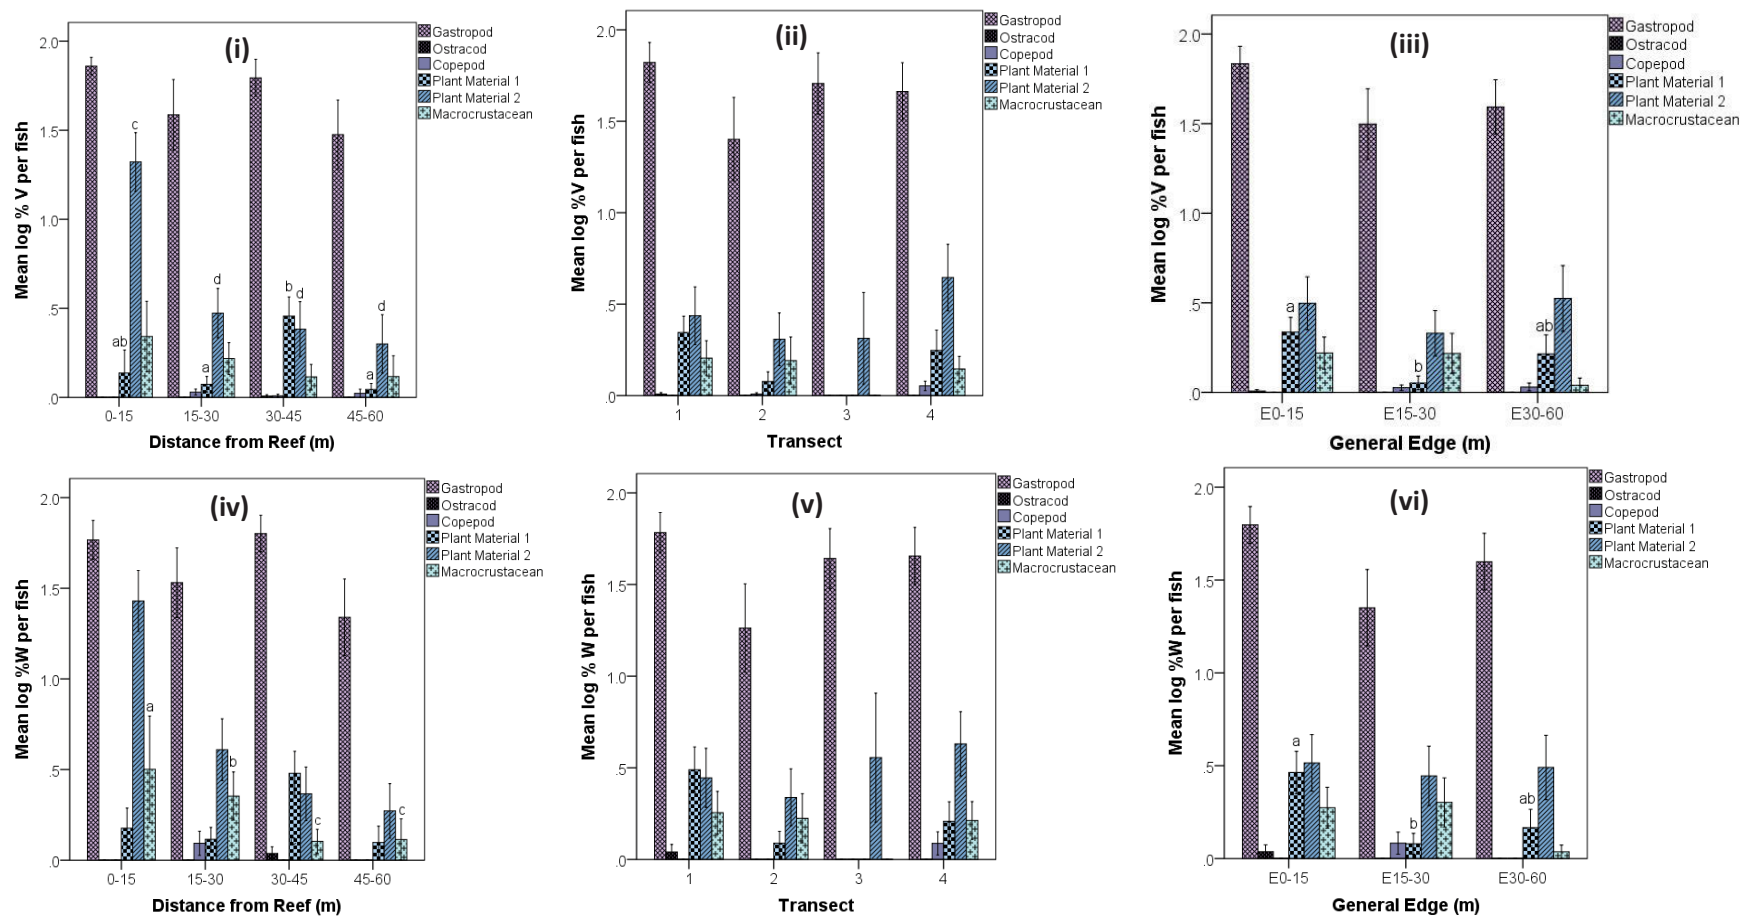 (i)
Gastropod
Ostracod
Copepod
Plant Material 1
Plant Material 2
Macrocrustacean
Mean log % V per fish
2.0
1.5
1.0
.5
.0
ab
c
a
d
b
d
a
d
0-15
15-30
30-45
45-60
Distance from Reef (m)
(ii)
Gastropod
Ostracod
Copepod
Plant Material 1
Plant Material 2
Macrocrustacean
Mean log %V per fish
2.0
1.5
1.0
.5
.0
1
2
3
4
Transect
(iii)
Gastropod
Ostracod
Copepod
Plant Material 1
Plant Material 2
Macrocrustacean
Mean log %V per fish
2.0
1.5
1.0
.5
.0
a
b
ab
E0-15
E15-30
E30-60
General Edge (m)
(iv)
Gastropod
Ostracod
Copepod
Plant Material 1
Plant Material 2
Macrocrustacean
Mean log %W per fish
2.0
1.5
1.0
.5
.0
a
b
c
c
0-15
15-30
30-45
45-60
Distance from Reef (m)
(v)
Gastropod
Ostracod
Copepod
Plant Material 1
Plant Material 2
Macrocrustacean
Mean log % W per fish
2.0
1.5
1.0
.5
.0
1
2
3
4
Transect
(vi)
Gastropod
Ostracod
Copepod
Plant Material 1
Plant Material 2
Macrocrustacean
Mean log %W per fish
2.0
1.5
1.0
.5
.0
a
b
ab
E0-15
E15-30
E30-60
General Edge (m)